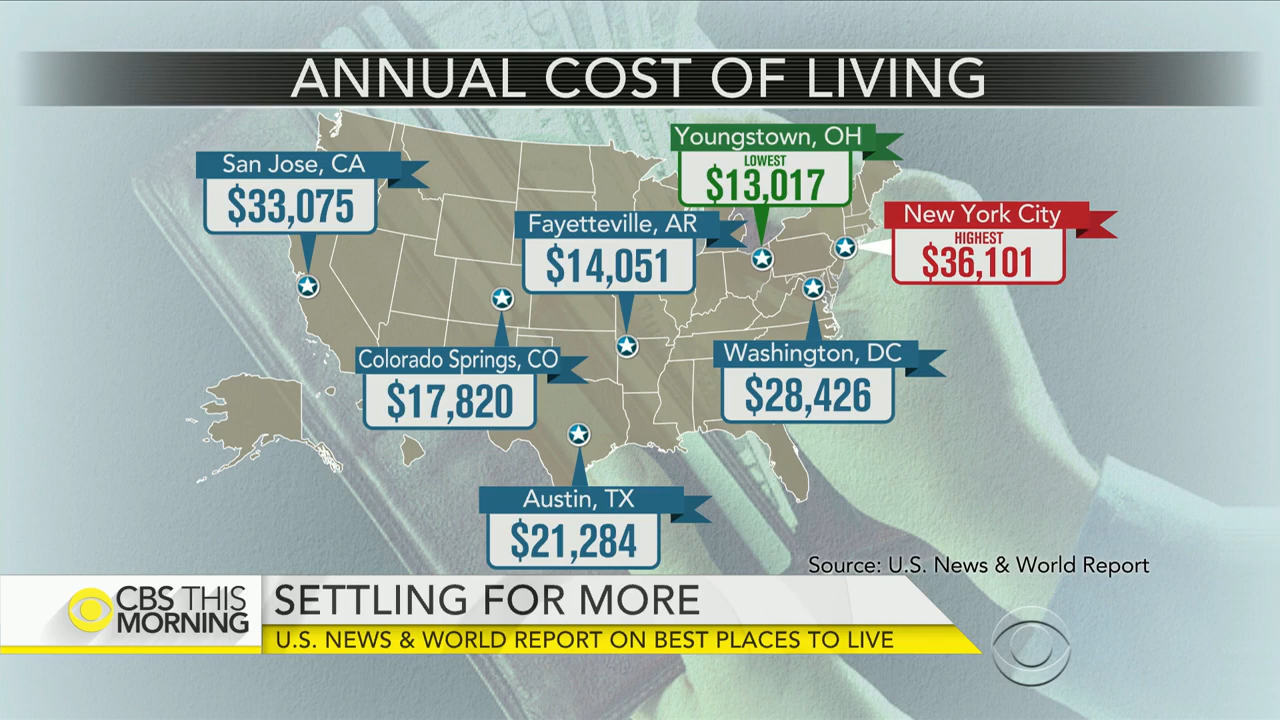 ANNUAL COST OF LIVING
Youngstown, OH
LOWEST
$13,017
San Jose, CA
$33,075
New York City
HIGHEST
$36,101
Fayetteville, AR
$14,051
Colorado Springs, CO
$17,820
Washington, DC
$28,426
Austin, TX
$21,284
Source: U.S. News & World Report
CBS THIS
MORNING
SETTLING FOR MORE
U.S. NEWS & WORLD REPORT ON BEST PLACES TO LIVE